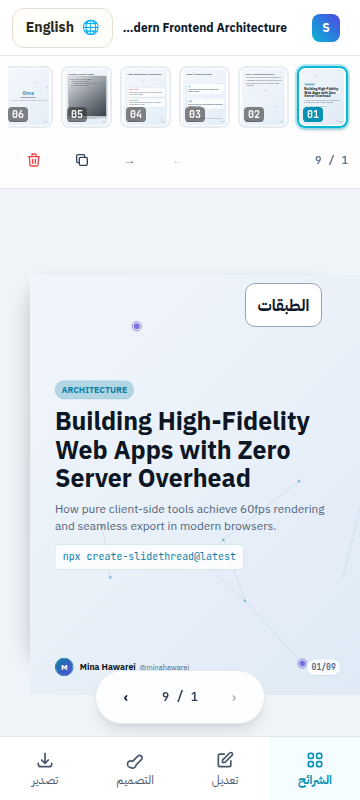 English 🌐
...dern Frontend Architecture
S
06
05
04
03
02
01
→
←
9 / 1
الطبقات
ARCHITECTURE
Building High-Fidelity
Web Apps with Zero
Server Overhead
How pure client-side tools achieve 60fps rendering
and seamless export in modern browsers.
npx create-slidethread@latest
M
Mina Hawarei @minahawarei
01/09
‹ 9 / 1 ›
الشرائح
تعديل
التصميم
تصدير